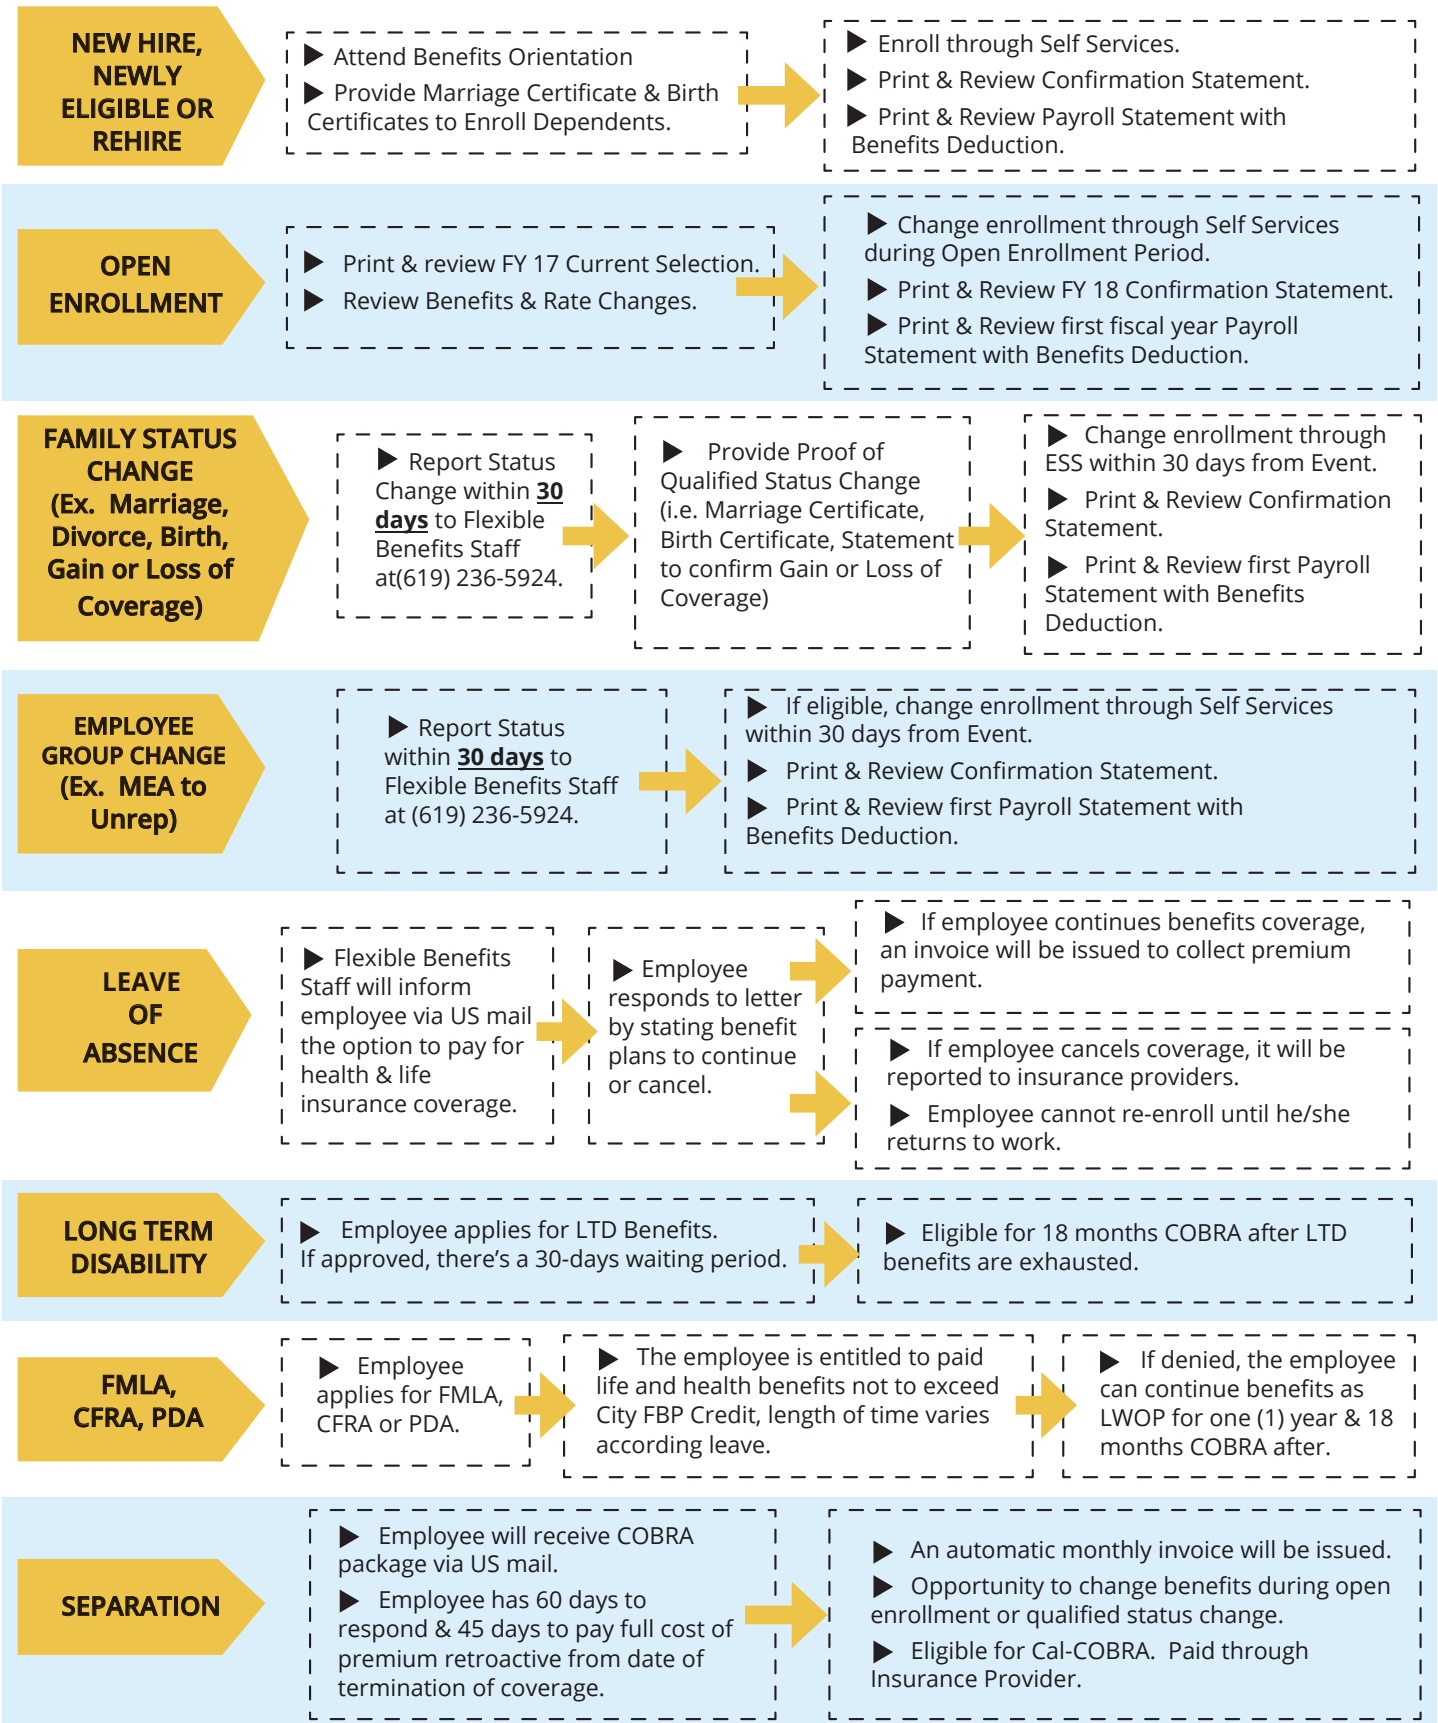 NEW HIRE,
NEWLY
ELIGIBLE OR
REHIRE
▶ Attend Benefits Orientation
▶ Provide Marriage Certificate & Birth
Certificates to Enroll Dependents.
▶ Enroll through Self Services.
▶ Print & Review Confirmation Statement.
▶ Print & Review Payroll Statement with
Benefits Deduction.
OPEN
ENROLLMENT
▶ Print & review FY 17 Current Selection.
▶ Review Benefits & Rate Changes.
▶ Change enrollment through Self Services
during Open Enrollment Period.
▶ Print & Review FY 18 Confirmation Statement.
▶ Print & Review first fiscal year Payroll
Statement with Benefits Deduction.
FAMILY STATUS
CHANGE
(Ex. Marriage,
Divorce, Birth,
Gain or Loss of
Coverage)
▶ Report Status
Change within 30
days to Flexible
Benefits Staff
at(619) 236-5924.
▶ Provide Proof of
Qualified Status Change
(i.e. Marriage Certificate,
Birth Certificate, Statement
to confirm Gain or Loss of
Coverage)
▶ Change enrollment through
ESS within 30 days from Event.
▶ Print & Review Confirmation
Statement.
▶ Print & Review first Payroll
Statement with Benefits
Deduction.
EMPLOYEE
GROUP CHANGE
(Ex. MEA to
Unrep)
▶ Report Status
within 30 days to
Flexible Benefits Staff
at (619) 236-5924.
▶ If eligible, change enrollment through Self Services
within 30 days from Event.
▶ Print & Review Confirmation Statement.
▶ Print & Review first Payroll Statement with
Benefits Deduction.
LEAVE
OF
ABSENCE
▶ Flexible Benefits
Staff will inform
employee via US mail
the option to pay for
health & life
insurance coverage.
▶ Employee
responds to letter
by stating benefit
plans to continue
or cancel.
▶ If employee continues benefits coverage,
an invoice will be issued to collect premium
payment.
▶ If employee cancels coverage, it will be
reported to insurance providers.
▶ Employee cannot re-enroll until he/she
returns to work.
LONG TERM
DISABILITY
▶ Employee applies for LTD Benefits.
If approved, there's a 30-days waiting period.
▶ Eligible for 18 months COBRA after LTD
benefits are exhausted.
FMLA,
CFRA, PDA
▶ Employee
applies for FMLA,
CFRA or PDA.
▶ The employee is entitled to paid
life and health benefits not to exceed
City FBP Credit, length of time varies
according leave.
▶ If denied, the employee
can continue benefits as
LWOP for one (1) year & 18
months COBRA after.
SEPARATION
▶ Employee will receive COBRA
package via US mail.
▶ Employee has 60 days to
respond & 45 days to pay full cost of
premium retroactive from date of
termination of coverage.
▶ An automatic monthly invoice will be issued.
▶ Opportunity to change benefits during open
enrollment or qualified status change.
▶ Eligible for Cal-COBRA. Paid through
Insurance Provider.